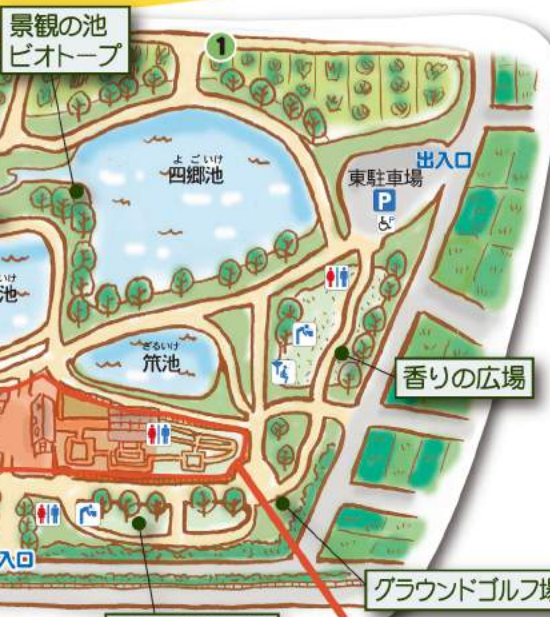 景観の池
ビオトープ
1
よごいけ
四郷池
東駐車場
出入口
P
いけ
池
ざるいけ
笊池
香りの広場
入口
グラウンドゴルフ場